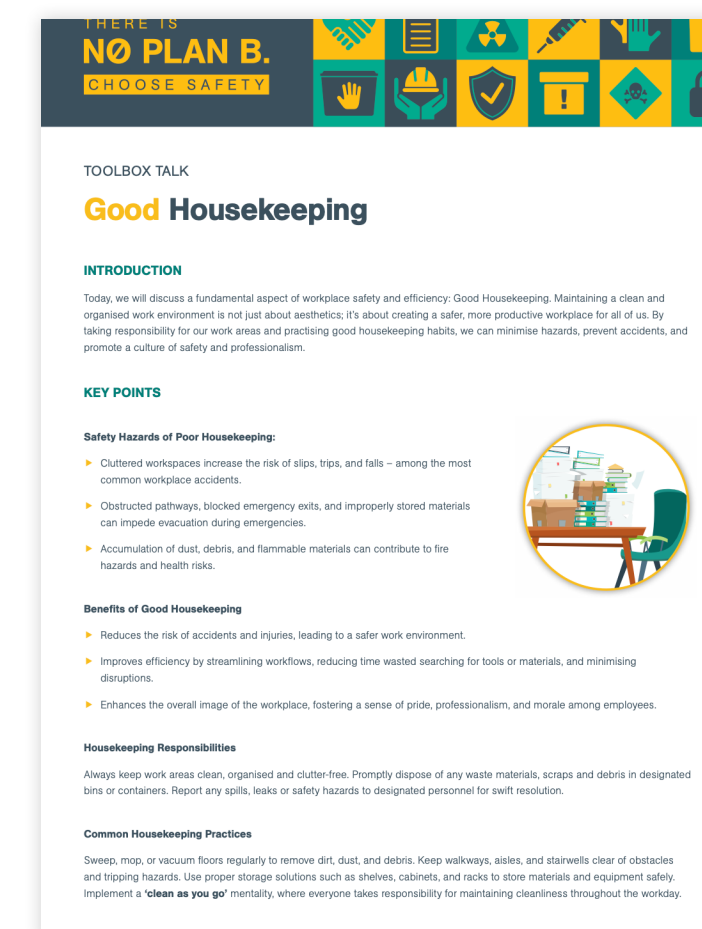 THERE IS
NØ PLAN B.
CHOOSE SAFETY
TOOLBOX TALK
Good Housekeeping
INTRODUCTION
Today, we will discuss a fundamental aspect of workplace safety and efficiency: Good Housekeeping. Maintaining a clean and
organised work environment is not just about aesthetics; it's about creating a safer, more productive workplace for all of us. By
taking responsibility for our work areas and practising good housekeeping habits, we can minimise hazards, prevent accidents, and
promote a culture of safety and professionalism.
KEY POINTS
Safety Hazards of Poor Housekeeping:
Cluttered workspaces increase the risk of slips, trips, and falls – among the most
common workplace accidents.
Obstructed pathways, blocked emergency exits, and improperly stored materials
can impede evacuation during emergencies.
Accumulation of dust, debris, and flammable materials can contribute to fire
hazards and health risks.
Benefits of Good Housekeeping
Reduces the risk of accidents and injuries, leading to a safer work environment.
Improves efficiency by streamlining workflows, reducing time wasted searching for tools or materials, and minimising
disruptions.
Enhances the overall image of the workplace, fostering a sense of pride, professionalism, and morale among employees.
Housekeeping Responsibilities
Always keep work areas clean, organised and clutter-free. Promptly dispose of any waste materials, scraps and debris in designated
bins or containers. Report any spills, leaks or safety hazards to designated personnel for swift resolution.
Common Housekeeping Practices
Sweep, mop, or vacuum floors regularly to remove dirt, dust, and debris. Keep walkways, aisles, and stairwells clear of obstacles
and tripping hazards. Use proper storage solutions such as shelves, cabinets, and racks to store materials and equipment safely.
Implement a ‘clean as you go’ mentality, where everyone takes responsibility for maintaining cleanliness throughout the workday.